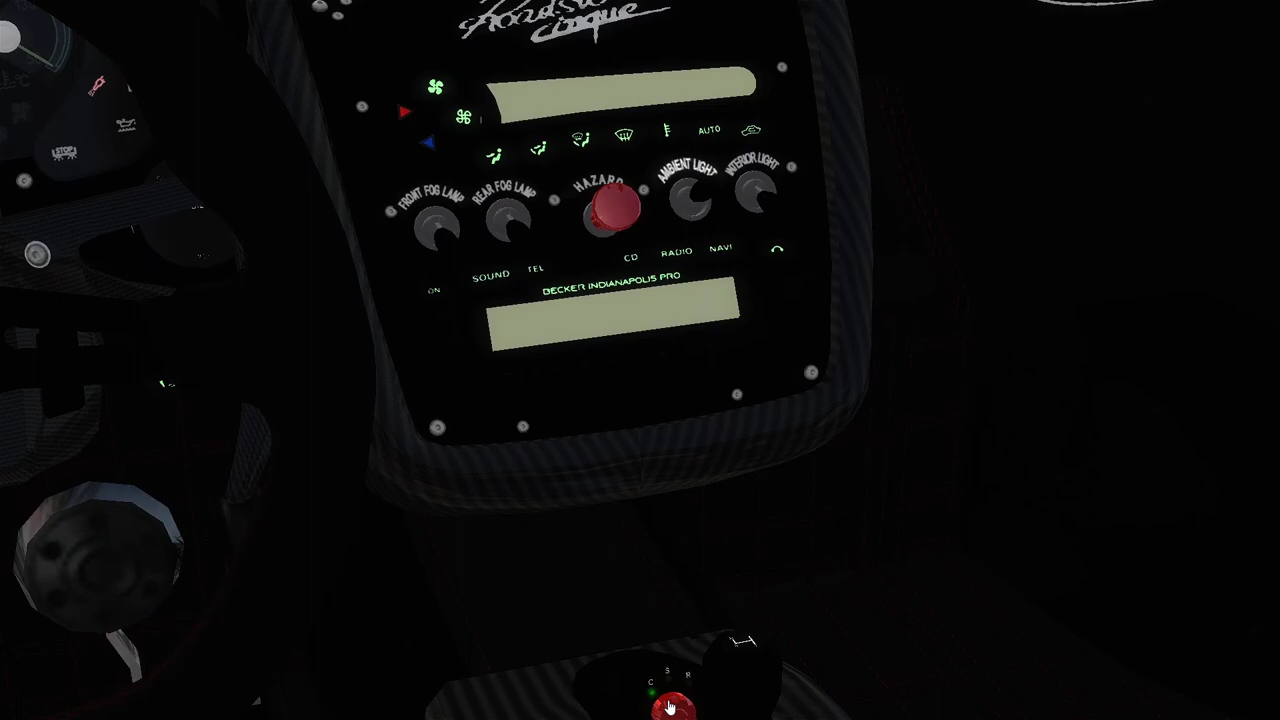 Roadster
cinque
STOP
AUTO
FRONT FOG LAMP
REAR FOG LAMP
HAZARD
AMBIENT LIGHT
INTERIOR LIGHT
ON
SOUND
TEL
CD
RADIO
NAVI
BECKER INDIANAPOLIS PRO
C
S
R